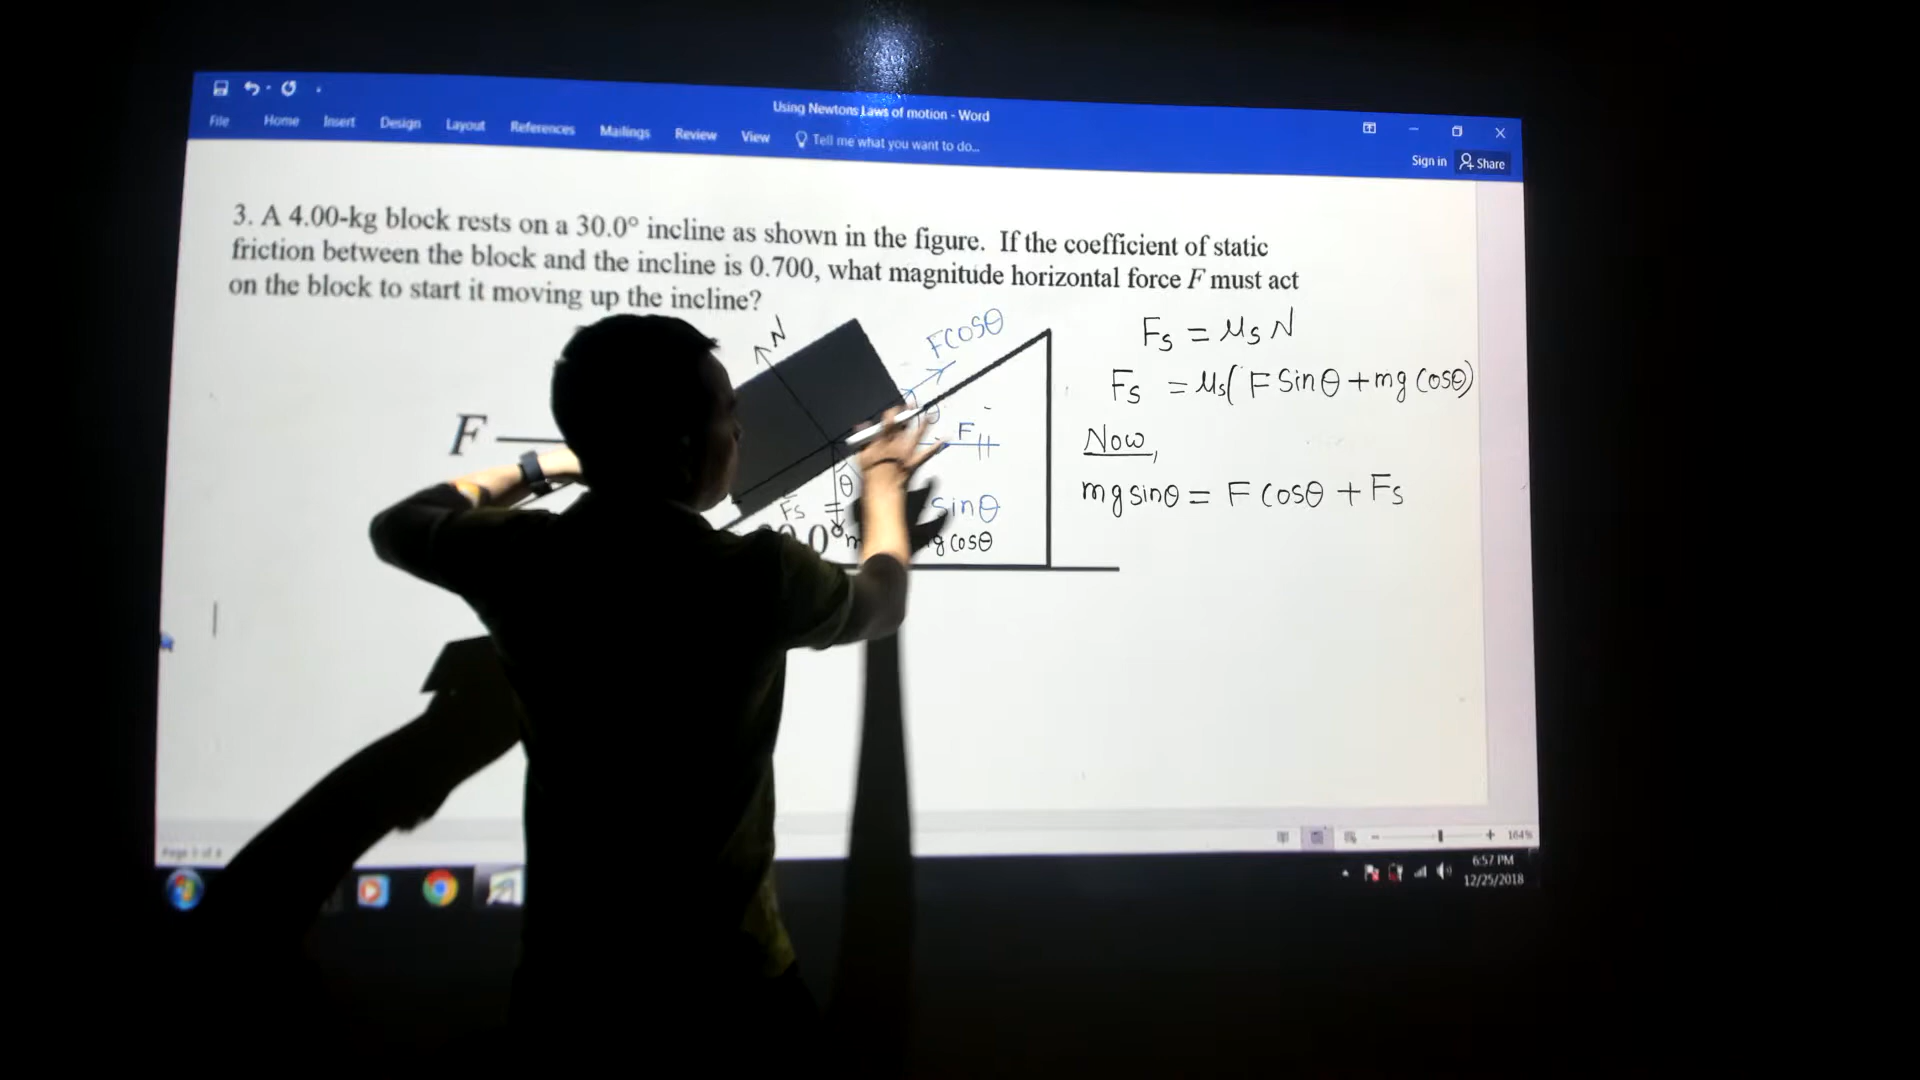 Using Newtons Laws of motion - Word
File Home Insert Design Layout References Mailings Review View Tell me what you want to do...
Sign in Share
3. A 4.00-kg block rests on a 30.0° incline as shown in the figure. If the coefficient of static
friction between the block and the incline is 0.700, what magnitude horizontal force F must act
on the block to start it moving up the incline?
N
Fcosθ
F
F
θ
θ
Fs
sinθ
gcosθ
Fs = μs N
Fs = μs( F Sinθ + mg Cosθ)
Now,
mg sinθ = F Cosθ + Fs
164%
6:57 PM
12/25/2018